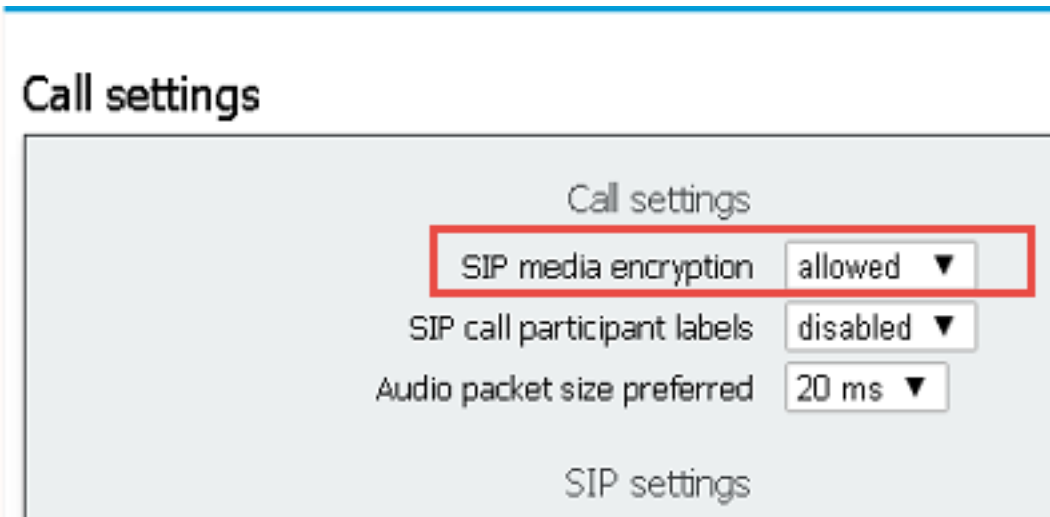 Call settings
Call settings
SIP media encryption allowed ▼
SIP call participant labels disabled ▼
Audio packet size preferred 20 ms ▼
SIP settings